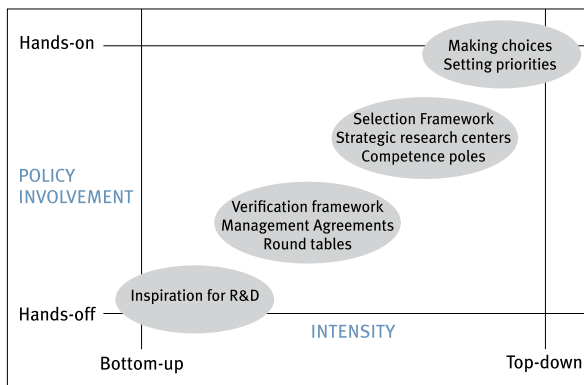 Hands-on
Making choices
Setting priorities
Selection Framework
Strategic research centers
Competence poles
POLICY
INVOLVEMENT
Verification framework
Management Agreements
Round tables
Inspiration for R&D
Hands-off
INTENSITY
Bottom-up
Top-down